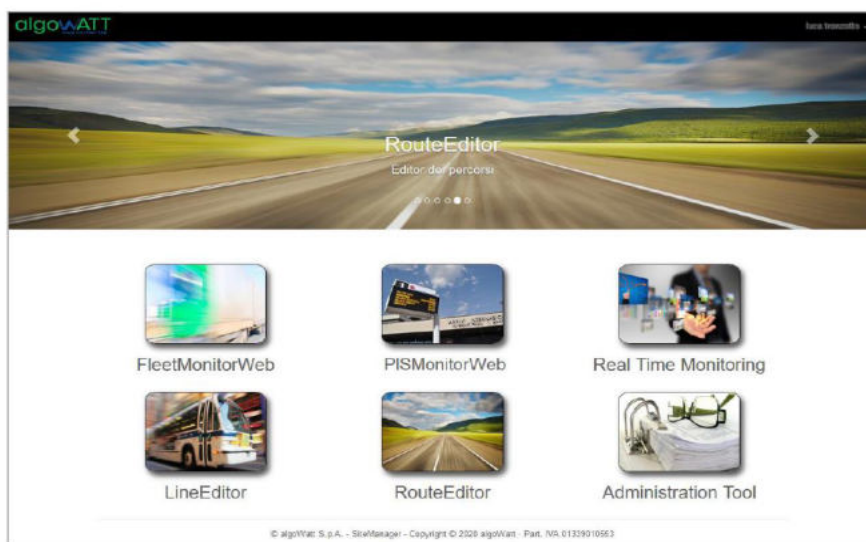 algoWATT
RouteEditor
Editor dei percorsi
FleetMonitorWeb
PISMonitorWeb
Real Time Monitoring
LineEditor
RouteEditor
Administration Tool
© algoWatt S.p.A. - SiteManager - Copyright © 2020 algoWatt - Part. IVA 01339010553